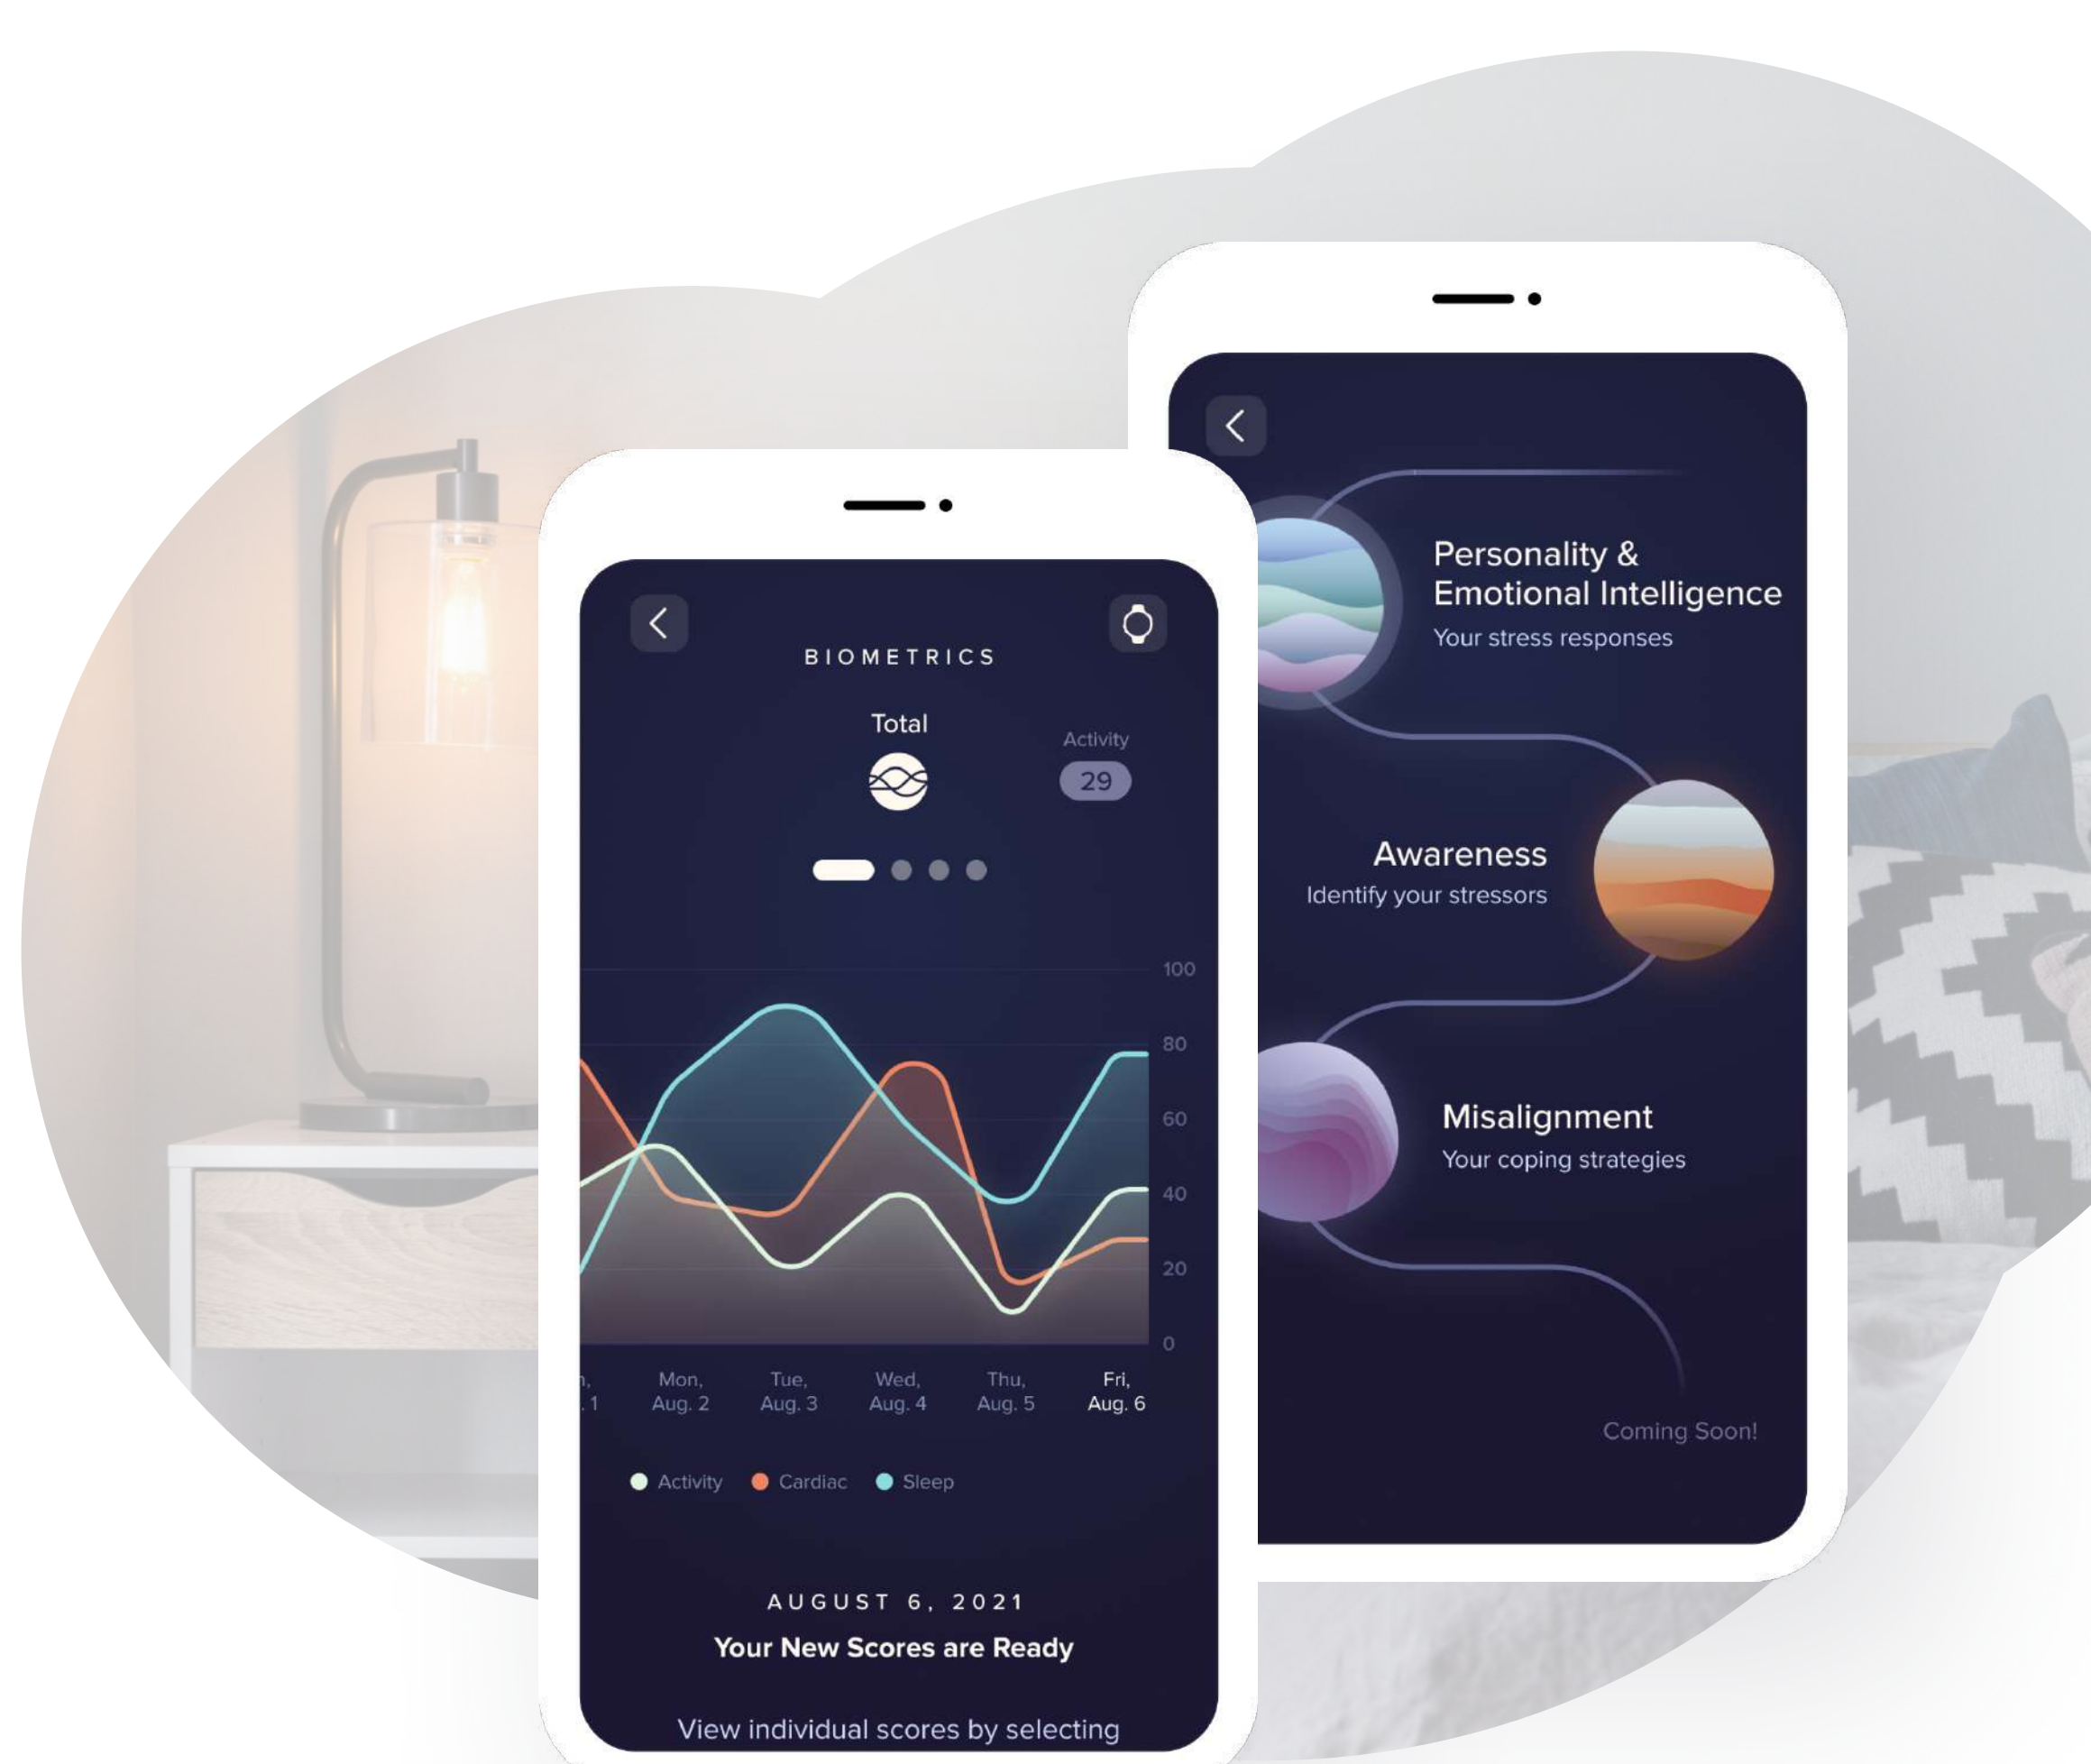 BIOMETRICS
Total
Activity
29
100
80
60
40
20
0
Mon,
Aug. 2
Tue,
Aug. 3
Wed,
Aug. 4
Thu,
Aug. 5
Fri,
Aug. 6
Activity
Cardiac
Sleep
AUGUST 6, 2021
Your New Scores are Ready
View individual scores by selecting
Personality &
Emotional Intelligence
Your stress responses
Awareness
Identify your stressors
Misalignment
Your coping strategies
Coming Soon!